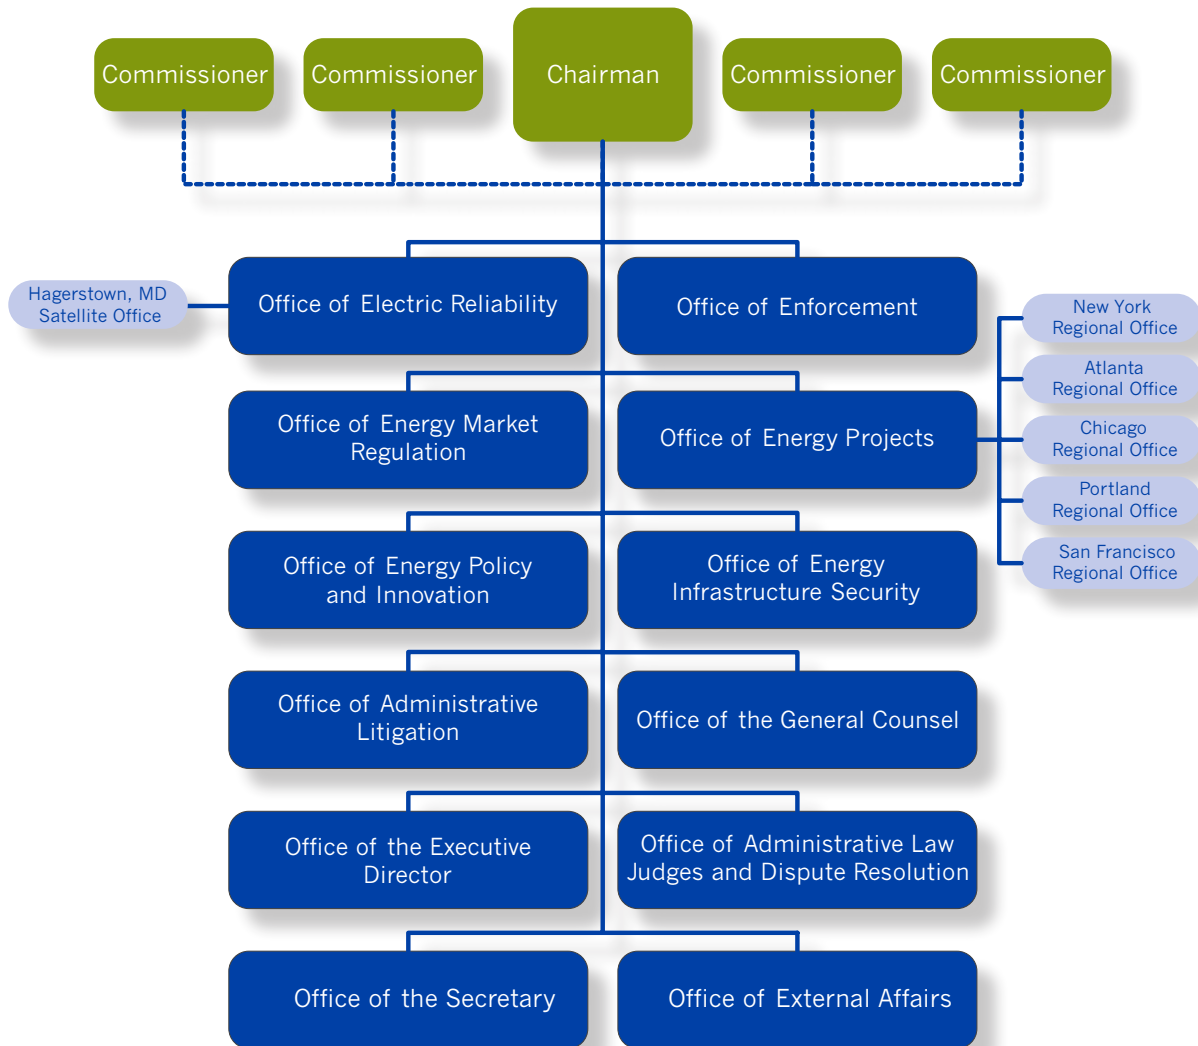 Commissioner
Commissioner
Chairman
Commissioner
Commissioner
Hagerstown, MD
Satellite Office
Office of Electric Reliability
Office of Enforcement
New York
Regional Office
Atlanta
Regional Office
Chicago
Regional Office
Portland
Regional Office
San Francisco
Regional Office
Office of Energy Market
Regulation
Office of Energy Projects
Office of Energy Policy
and Innovation
Office of Energy
Infrastructure Security
Office of Administrative
Litigation
Office of the General Counsel
Office of the Executive
Director
Office of Administrative Law
Judges and Dispute Resolution
Office of the Secretary
Office of External Affairs